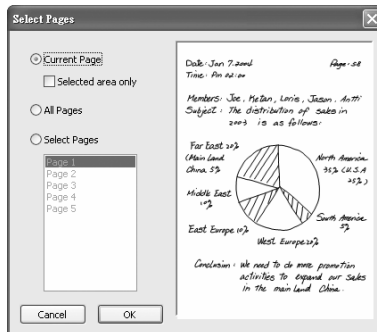 Select Pages
Current Page
Selected area only
All Pages
Select Pages
Page 1
Page 2
Page 3
Page 4
Page 5
Cancel
OK
Date: Jan 7. 2004
Page: 58
Time: Pm 02:00
Members: Joe, Ketan, Loris, Jason, Antti
Subject: The distribution of sales in
2003 is as follows:
Far East 20%
(Main Land
China 5%
Middle East
10%
East Europe 10%
West Europe 20%
South America
5%
North America
35% (U.S.A
25%)
Conclusion: We need to do more promotion
activities to expand our sales
in the main land China.